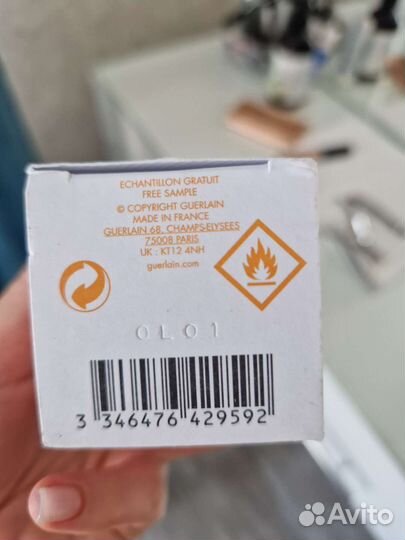 ECHANTILLON GRATUIT
FREE SAMPLE
© COPYRIGHT GUERLAIN
MADE IN FRANCE
GUERLAIN 68, CHAMPS-ELYSEES
75008 PARIS
UK : KT12 4NH
guerlain.com
0L01
3 346476 429592
Avito